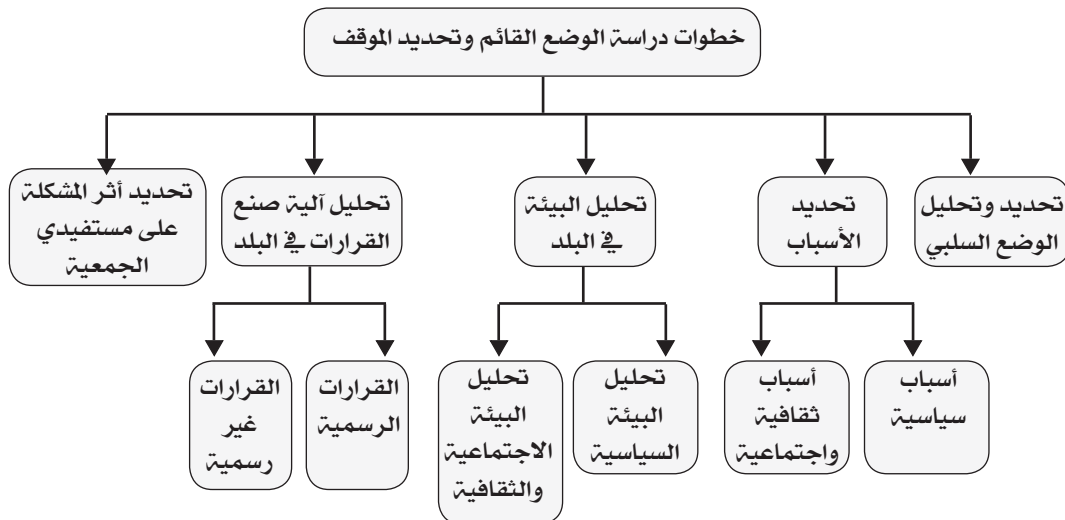 خطوات دراسة الوضع القائم وتحديد الموقف
تحديد وتحليل
الوضع السلبي
تحديد
الأسباب
تحليل البيئة
في البلد
تحليل آلية صنع
القرارات في البلد
تحديد أثر المشكلة
على مستفيدي
الجمعية
أسباب
سياسية
أسباب
ثقافية
واجتماعية
تحليل
البيئة
السياسية
تحليل
البيئة
الاجتماعية
والثقافية
القرارات
الرسمية
القرارات
غير
رسمية